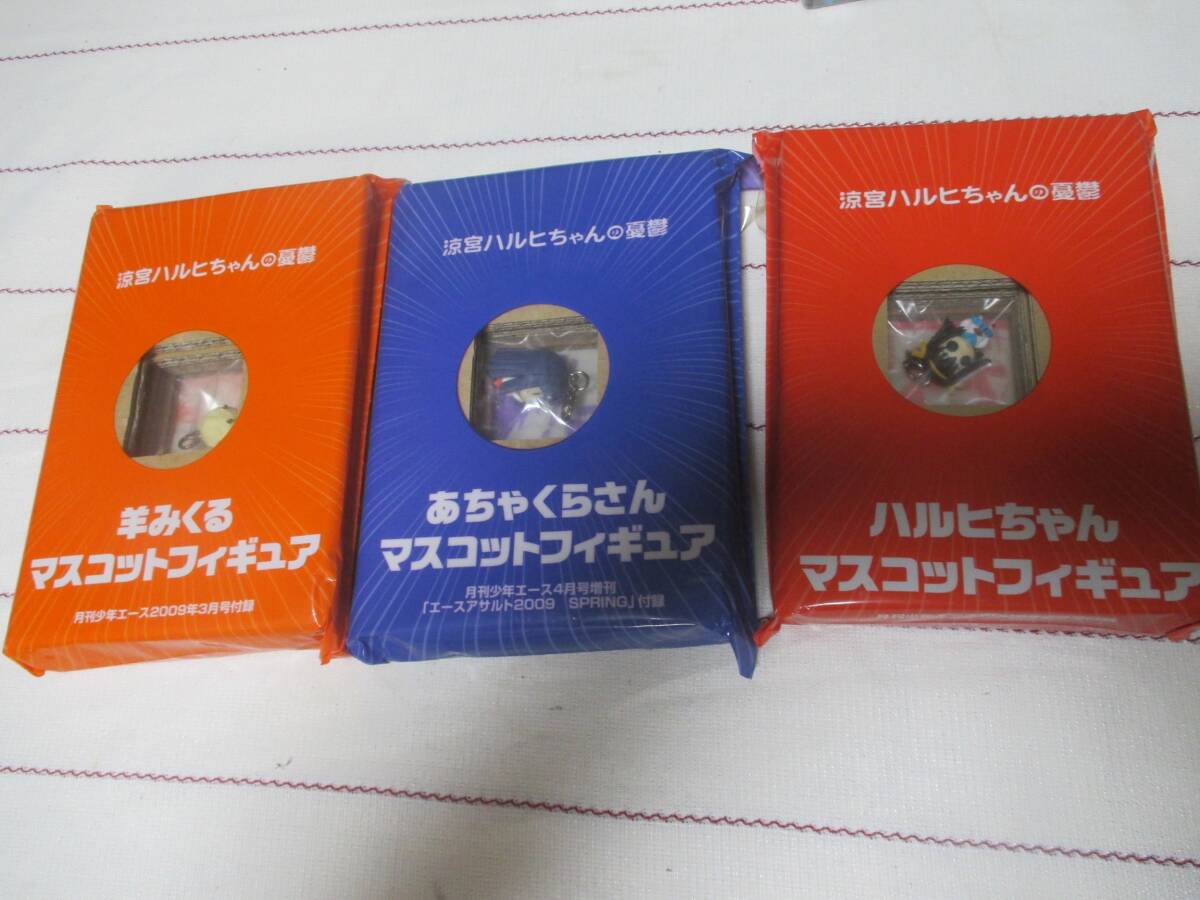 涼宮ハルヒちゃんの憂鬱
羊みくる
マスコットフィギュア
月刊少年エース2009年3月号付録
涼宮ハルヒちゃんの憂鬱
あちゃくらさん
マスコットフィギュア
月刊少年エース4月号増刊
「エースアサルト2009 SPRING」付録
涼宮ハルヒちゃんの憂鬱
ハルヒちゃん
マスコットフィギュア